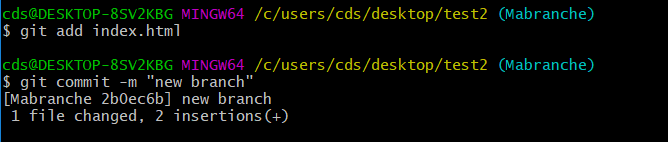 cds@DESKTOP-8SV2KBG MINGW64 /c/users/cds/desktop/test2 (Mabranche)
$ git add index.html
cds@DESKTOP-8SV2KBG MINGW64 /c/users/cds/desktop/test2 (Mabranche)
$ git commit -m "new branch"
[Mabranche 2b0ec6b] new branch
 1 file changed, 2 insertions(+)